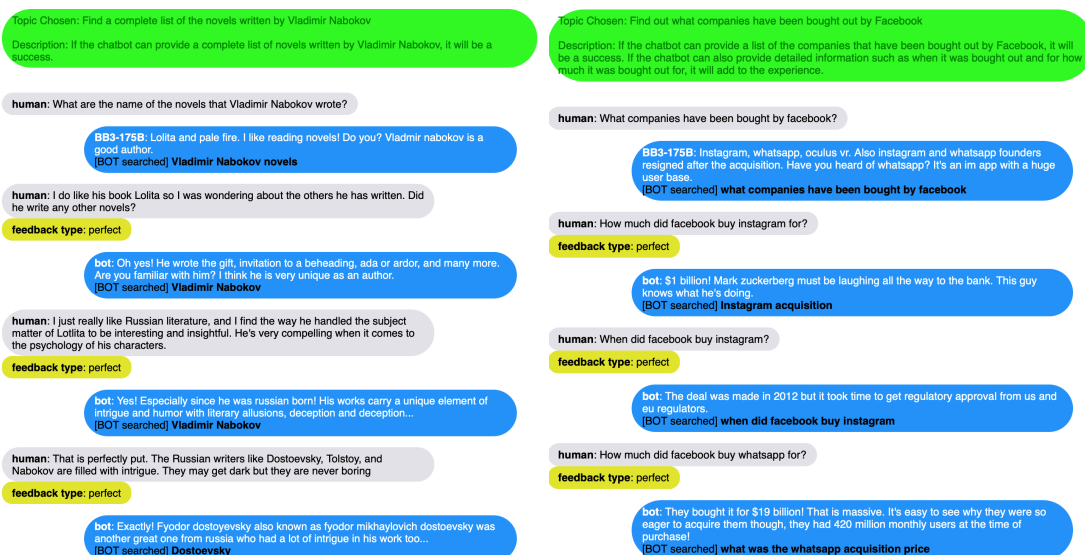 Topic Chosen: Find a complete list of the novels written by Vladimir Nabokov
Description: If the chatbot can provide a complete list of novels written by Vladimir Nabokov, it will be a
success.
human: What are the name of the novels that Vladimir Nabokov wrote?
BB3-175B: Lolita and pale fire. I like reading novels! Do you? Vladmir nabokov is a
good author.
[BOT searched] Vladimir Nabokov novels
human: I do like his book Lolita so I was wondering about the others he has written. Did
he write any other novels?
feedback type: perfect
bot: Oh yes! He wrote the gift, invitation to a beheading, ada or ardor, and many more.
Are you familiar with him? I think he is very unique as an author.
[BOT searched] Vladimir Nabokov
human: I just really like Russian literature, and I find the way he handled the subject
matter of Lotlita to be interesting and insightful. He's very compelling when it comes to
the psychology of his characters.
feedback type: perfect
bot: Yes! Especially since he was russian born! His works carry a unique element of
intrigue and humor with literary allusions, deception and deception...
[BOT searched] Vladimir Nabokov
human: That is perfectly put. The Russian writers like Dostoevsky, Tolstoy, and
Nabokov are filled with intrigue. They may get dark but they are never boring
feedback type: perfect
bot: Exactly! Fyodor dostoyevsky also known as fyodor mikhaylovich dostoevsky was
another great one from russia who had a lot of intrigue in his work too...
[BOT searched] Dostoevsky
Topic Chosen: Find out what companies have been bought out by Facebook
Description: If the chatbot can provide a list of the companies that have been bought out by Facebook, it will
be a success. If the chatbot can also provide detailed information such as when it was bought out and for how
much it was bought out for, it will add to the experience.
human: What companies have been bought by facebook?
BB3-175B: Instagram, whatsapp, oculus vr. Also instagram and whatsapp founders
resigned after the acquisition. Have you heard of whatsapp? It's an im app with a huge
user base.
[BOT searched] what companies have been bought by facebook
human: How much did facebook buy instagram for?
feedback type: perfect
bot: $1 billion! Mark zuckerberg must be laughing all the way to the bank. This guy
knows what he's doing.
[BOT searched] Instagram acquisition
human: When did facebook buy instagram?
feedback type: perfect
bot: The deal was made in 2012 but it took time to get regulatory approval from us and
eu regulators.
[BOT searched] when did facebook buy instagram
human: How much did facebook buy whatsapp for?
feedback type: perfect
bot: They bought it for $19 billion! That is massive. It's easy to see why they were so
eager to acquire them though, they had 420 million monthly users at the time of
purchase!
[BOT searched] what was the whatsapp acquisition price